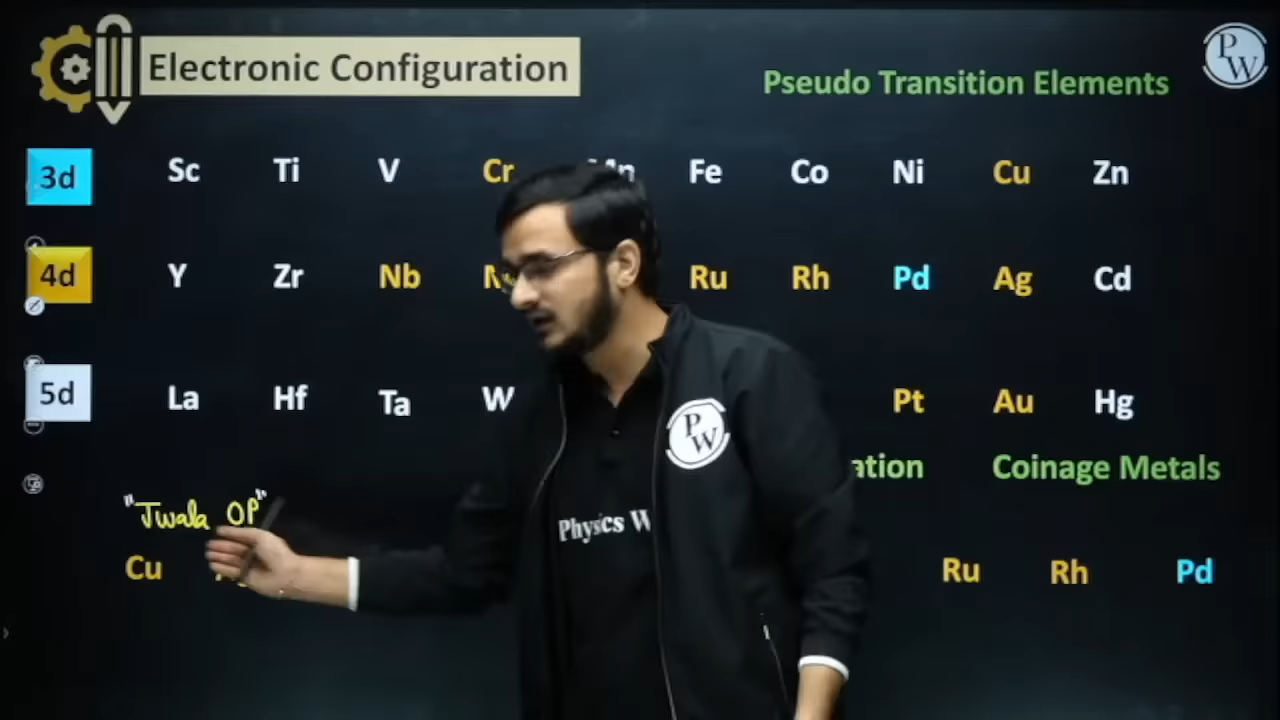 Electronic Configuration
Pseudo Transition Elements
P
W
3d Sc Ti V Cr Mn Fe Co Ni Cu Zn
4d Y Zr Nb Ru Rh Pd Ag Cd
5d La Hf Ta W Pt Au Hg
Coinage Metals
"Jwala OP"
Cu Ru Rh Pd
P
W
Physics W